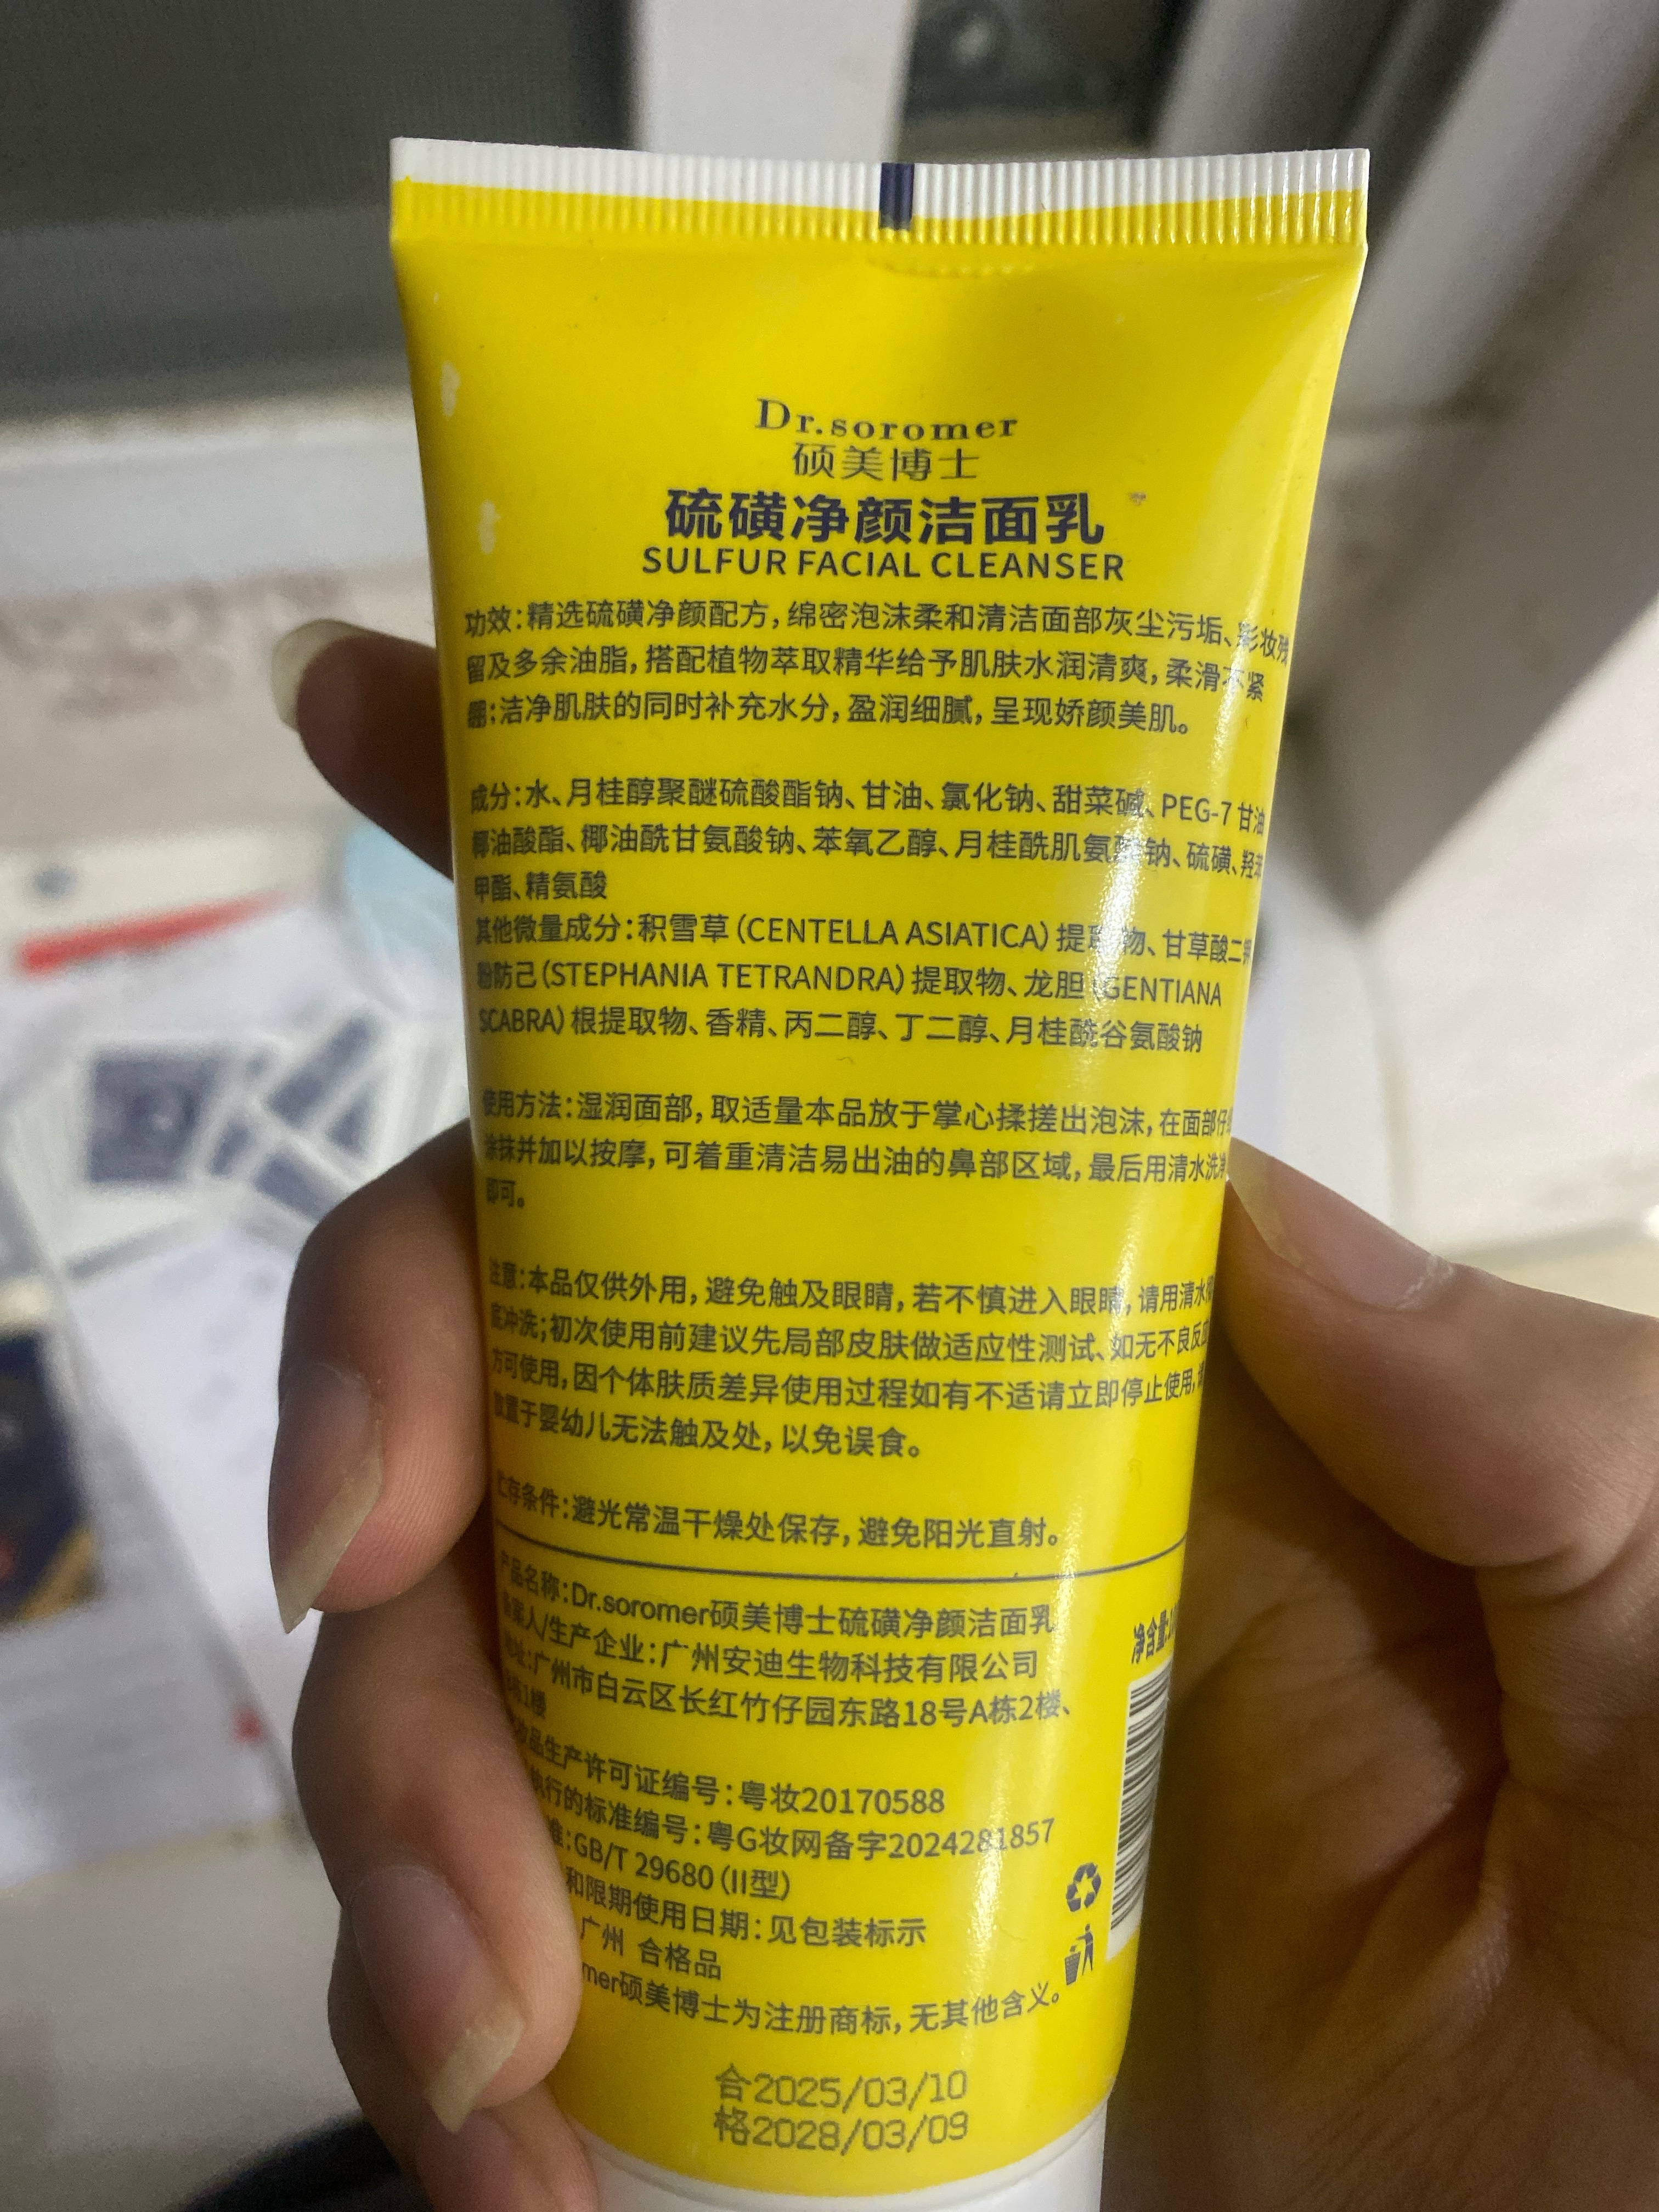 Dr.soromer
硕美博士
硫磺净颜洁面乳
SULFUR FACIAL CLEANSER
功效:精选硫磺净颜配方,绵密泡沫柔和清洁面部灰尘污垢、彩妆残
留及多余油脂,搭配植物萃取精华给予肌肤水润清爽,柔滑不紧
绷;洁净肌肤的同时补充水分,盈润细腻,呈现娇颜美肌。
成分:水、月桂醇聚醚硫酸酯钠、甘油、氯化钠、甜菜碱、PEG-7 甘油
椰油酸酯、椰油酰甘氨酸钠、苯氧乙醇、月桂酰肌氨酸钠、硫磺、羟苯
甲酯、精氨酸
其他微量成分:积雪草(CENTELLA ASIATICA)提取物、甘草酸二钾
粉防己(STEPHANIA TETRANDRA)提取物、龙胆(GENTIANA
SCABRA)根提取物、香精、丙二醇、丁二醇、月桂酰谷氨酸钠
使用方法:湿润面部,取适量本品放于掌心揉搓出泡沫,在面部仔细
涂抹并加以按摩,可着重清洁易出油的鼻部区域,最后用清水洗净
即可。
注意:本品仅供外用,避免触及眼睛,若不慎进入眼睛,请用清水彻
底冲洗;初次使用前建议先局部皮肤做适应性测试、如无不良反应
方可使用,因个体肤质差异使用过程如有不适请立即停止使用,请
放置于婴幼儿无法触及处,以免误食。
贮存条件:避光常温干燥处保存,避免阳光直射。
产品名称:Dr.soromer硕美博士硫磺净颜洁面乳
备案人/生产企业:广州安迪生物科技有限公司
地址:广州市白云区长红竹仔园东路18号A栋2楼、
栋1楼
妆品生产许可证编号:粤妆20170588
执行的标准编号:粤G妆网备字2024281857
准:GB/T 29680(II型)
和限期使用日期:见包装标示
广州 合格品
mer硕美博士为注册商标,无其他含义。
净含量:
合2025/03/10
格2028/03/09